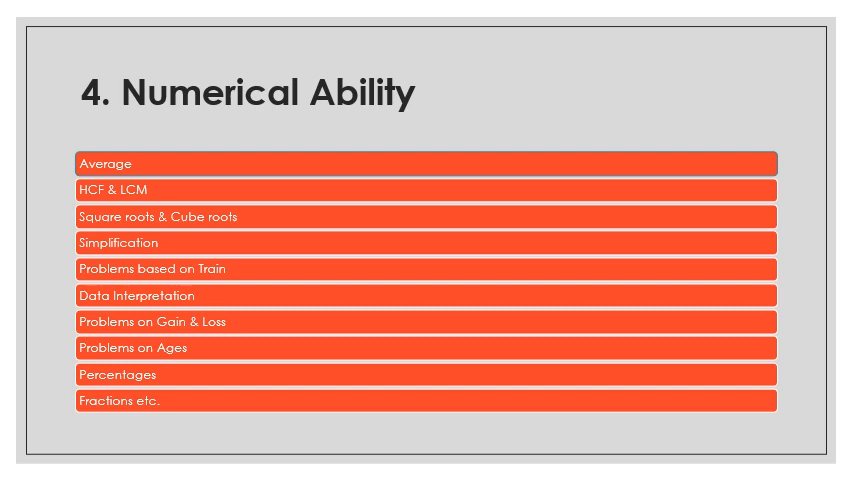 4. Numerical Ability
Average
HCF & LCM
Square roots & Cube roots
Simplification
Problems based on Train
Data Interpretation
Problems on Gain & Loss
Problems on Ages
Percentages
Fractions etc.